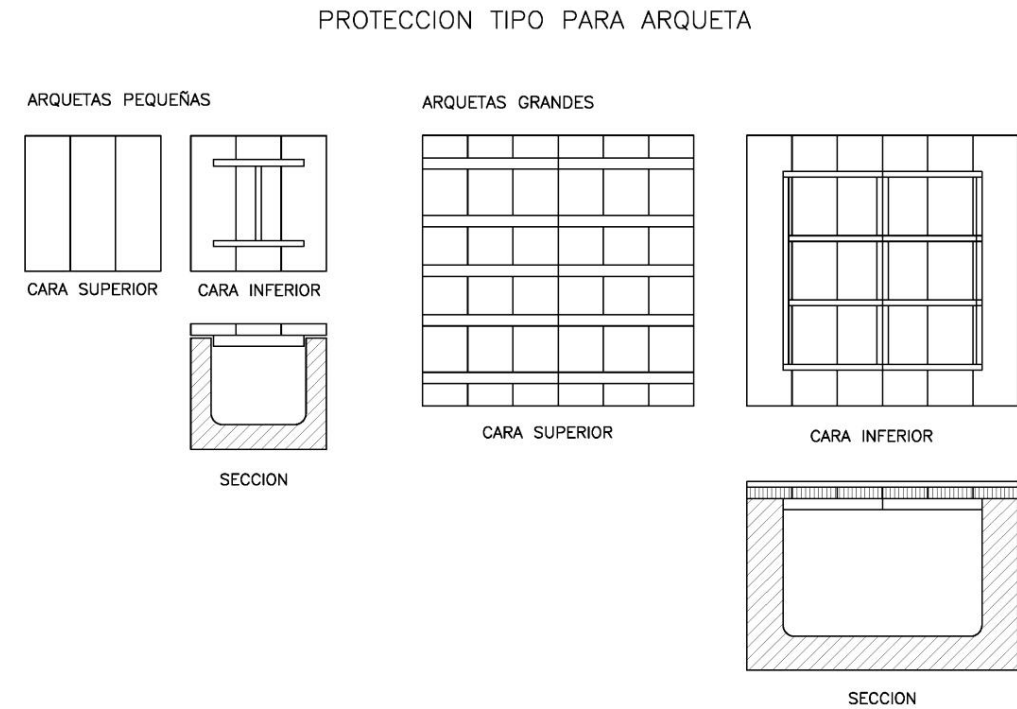 PROTECCION TIPO PARA ARQUETA
ARQUETAS PEQUEÑAS
CARA SUPERIOR
CARA INFERIOR
SECCION
ARQUETAS GRANDES
CARA SUPERIOR
CARA INFERIOR
SECCION